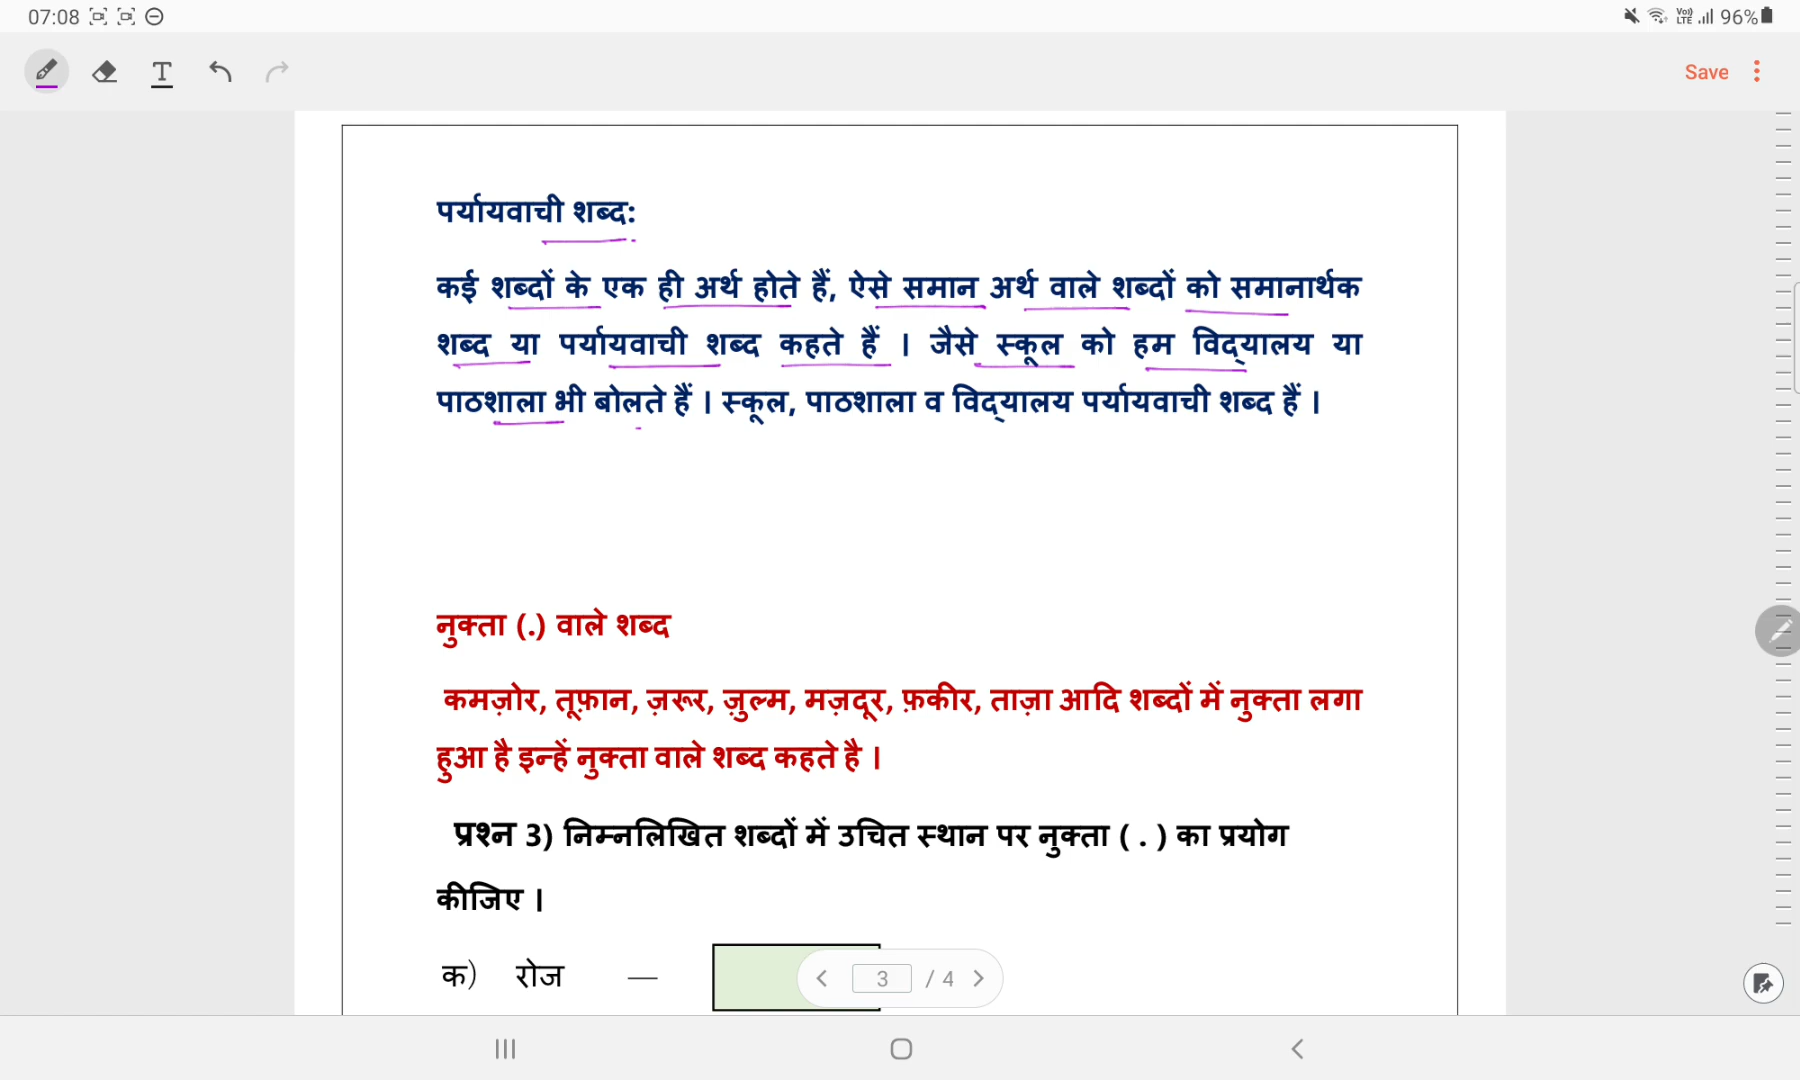 07:08
Vo)) LTE 96%
T
Save
पर्यायवाची शब्द:
कई शब्दों के एक ही अर्थ होते हैं, ऐसे समान अर्थ वाले शब्दों को समानार्थक
शब्द या पर्यायवाची शब्द कहते हैं । जैसे स्कूल को हम विद्‌यालय या
पाठशाला भी बोलते हैं । स्कूल, पाठशाला व विद्‌यालय पर्यायवाची शब्द हैं ।
नुक्ता (.) वाले शब्द
कमज़ोर, तूफ़ान, ज़रूर, ज़ुल्म, मज़दूर, फ़कीर, ताज़ा आदि शब्दों में नुक्ता लगा
हुआ है इन्हें नुक्ता वाले शब्द कहते है ।
प्रश्न 3) निम्नलिखित शब्दों में उचित स्थान पर नुक्ता ( . ) का प्रयोग
कीजिए ।
क) रोज —
3 / 4